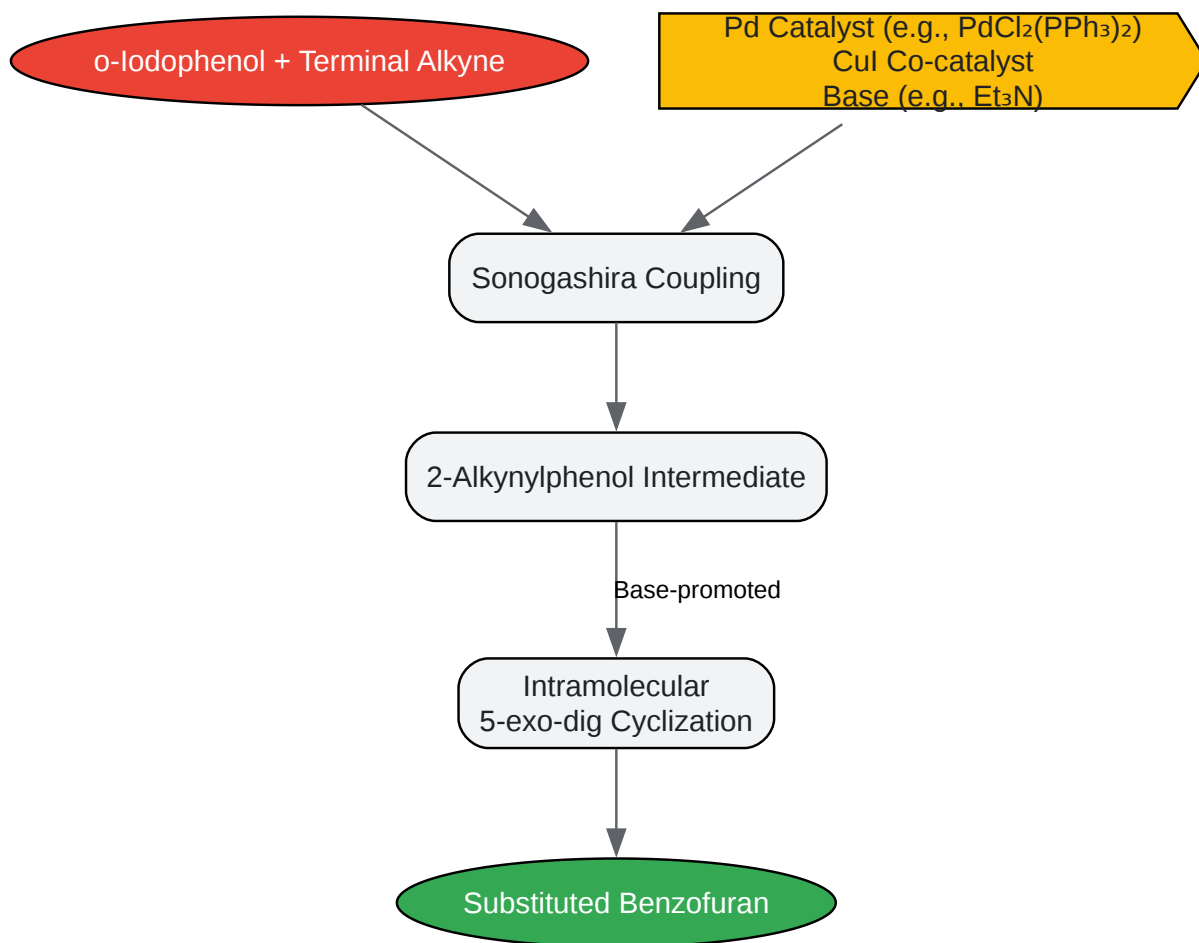 o-Iodophenol + Terminal Alkyne
Pd Catalyst (e.g., PdCl₂(PPh₃)₂)
CuI Co-catalyst
Base (e.g., Et₃N)
Sonogashira Coupling
2-Alkynylphenol Intermediate
Base-promoted
Intramolecular
5-exo-dig Cyclization
Substituted Benzofuran